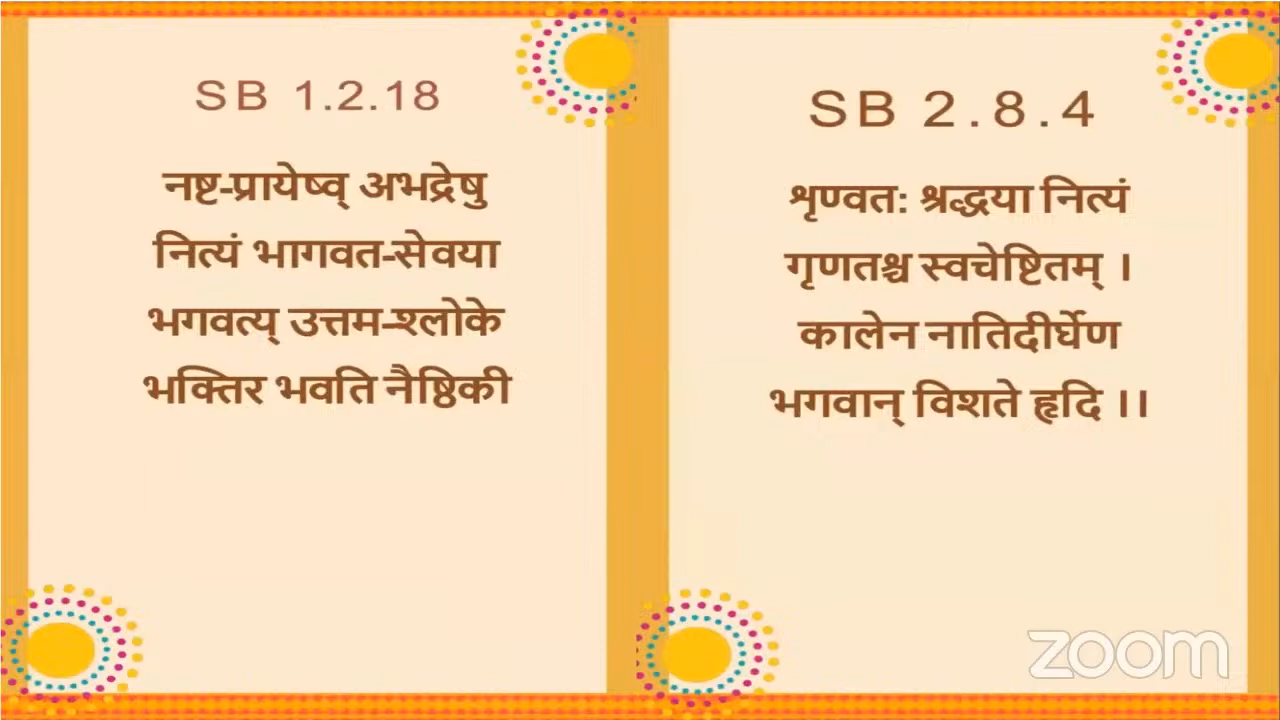 SB 1.2.18
नष्ट-प्रायेष्व् अभद्रेषु
नित्यं भागवत-सेवया
भगवत्य् उत्तम-श्लोके
भक्तिर भवति नैष्ठिकी
SB 2.8.4
शृण्वतः श्रद्धया नित्यं
गृणतश्च स्वचेष्टितम् ।
कालेन नातिदीर्घेण
भगवान् विशते हृदि ।।
zoom